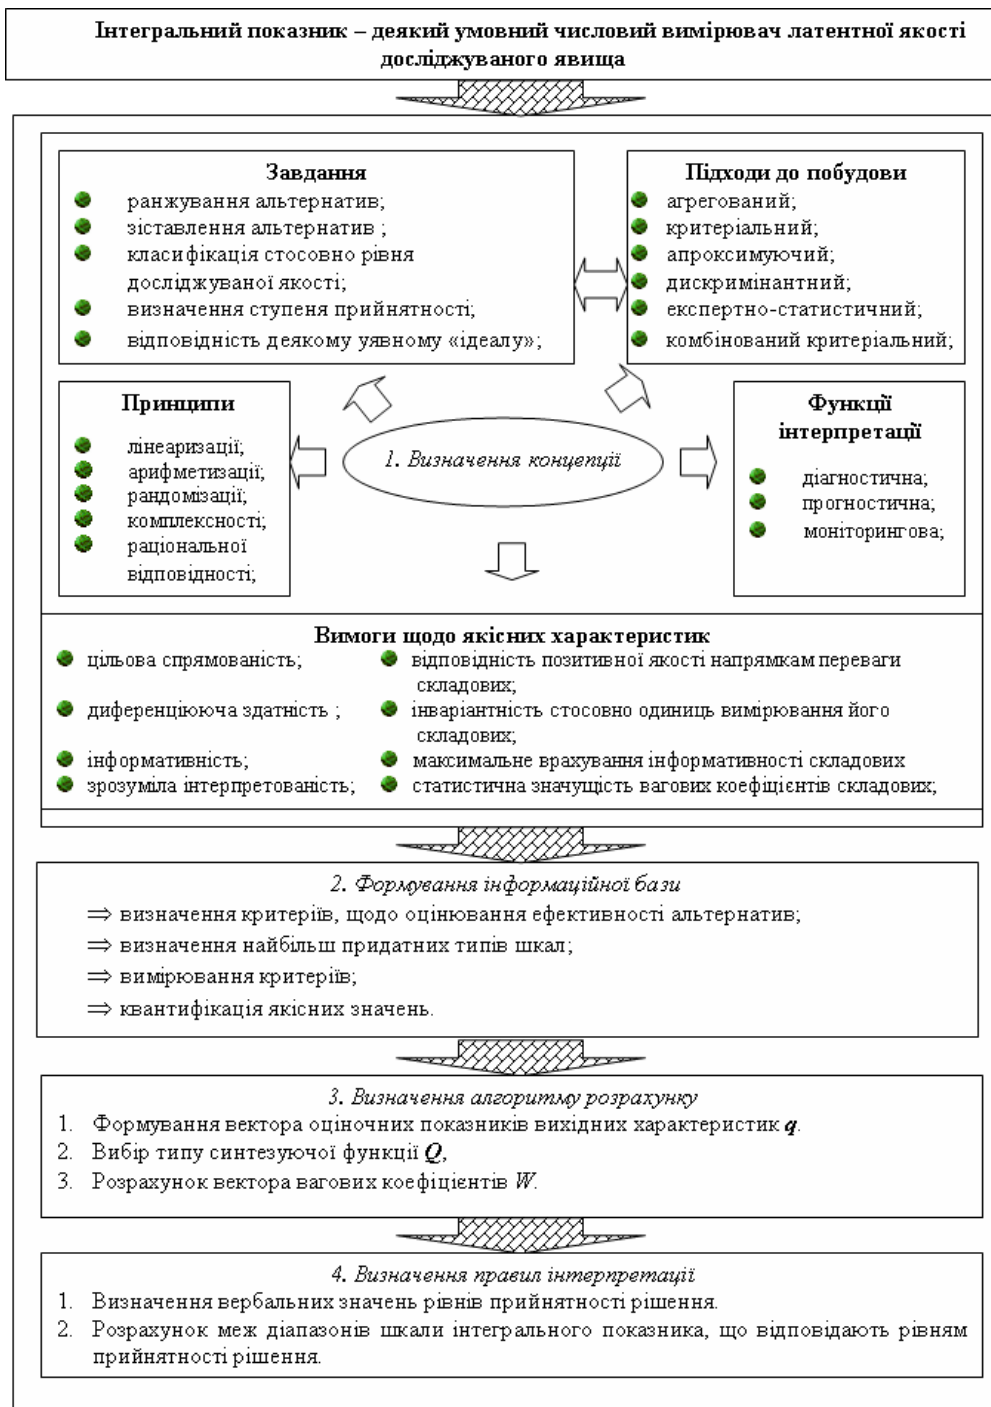 Інтегральний показник – деякий умовний числовий вимірювач латентної якості
досліджуваного явища
Завдання
ранжування альтернатив;
зіставлення альтернатив ;
класифікація стосовно рівня
досліджуваної якості;
визначення ступеня прийнятності;
відповідність деякому уявному «ідеалу»;
Підходи до побудови
агрегований;
критеріальний;
апроксимуючий;
дискримінантний;
експертно-статистичний;
комбінований критеріальний;
Принципи
лінеаризації;
арифметизації;
рандомізації;
комплексності;
раціональної
відповідності;
1. Визначення концепції
Функції
інтерпретації
діагностична;
прогностична;
моніторингова;
Вимоги щодо якісних характеристик
цільова спрямованість;
диференціююча здатність ;
інформативність;
зрозуміла інтерпретованість;
відповідність позитивної якості напрямкам переваги
складових;
інваріантність стосовно одиниць вимірювання його
складових;
максимальне врахування інформативності складових
статистична значущість вагових коефіцієнтів складових;
2. Формування інформаційної бази
⇒ визначення критеріїв, щодо оцінювання ефективності альтернатив;
⇒ визначення найбільш придатних типів шкал;
⇒ вимірювання критеріїв;
⇒ квантифікація якісних значень.
3. Визначення алгоритму розрахунку
1. Формування вектора оціночних показників вихідних характеристик q.
2. Вибір типу синтезуючої функції Q,
3. Розрахунок вектора вагових коефіцієнтів W.
4. Визначення правил інтерпретації
1. Визначення вербальних значень рівнів прийнятності рішення.
2. Розрахунок меж діапазонів шкали інтегрального показника, що відповідають рівням
прийнятності рішення.